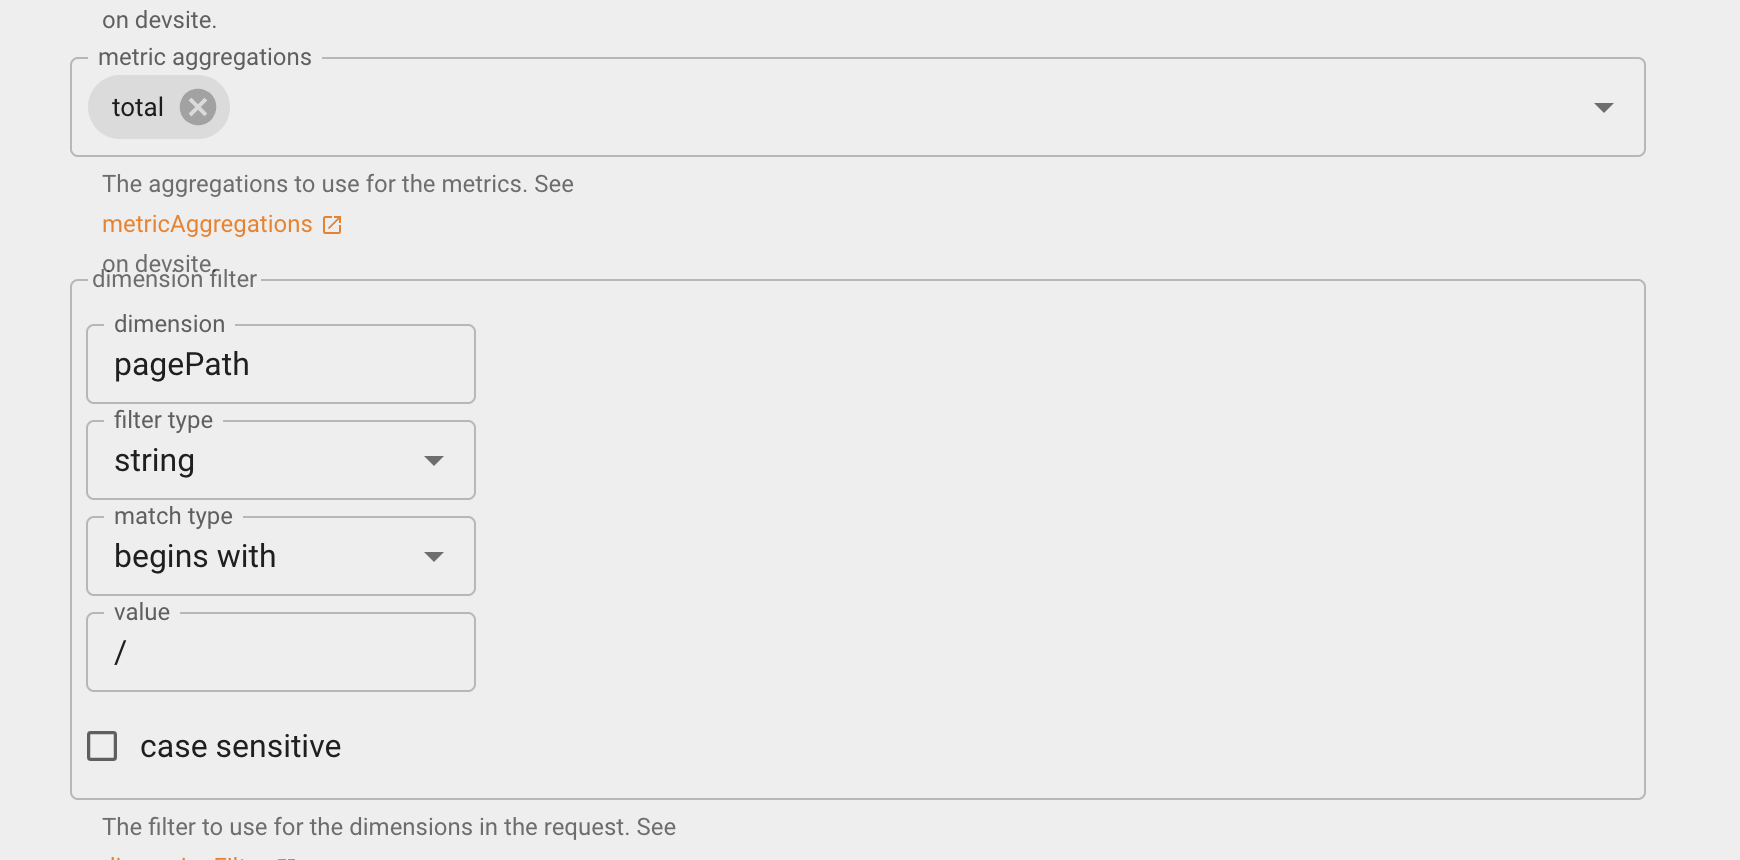 on devsite.
metric aggregations
total
The aggregations to use for the metrics. See
metricAggregations
on devsite.
dimension filter
dimension
pagePath
filter type
string
match type
begins with
value
/
case sensitive
The filter to use for the dimensions in the request. See